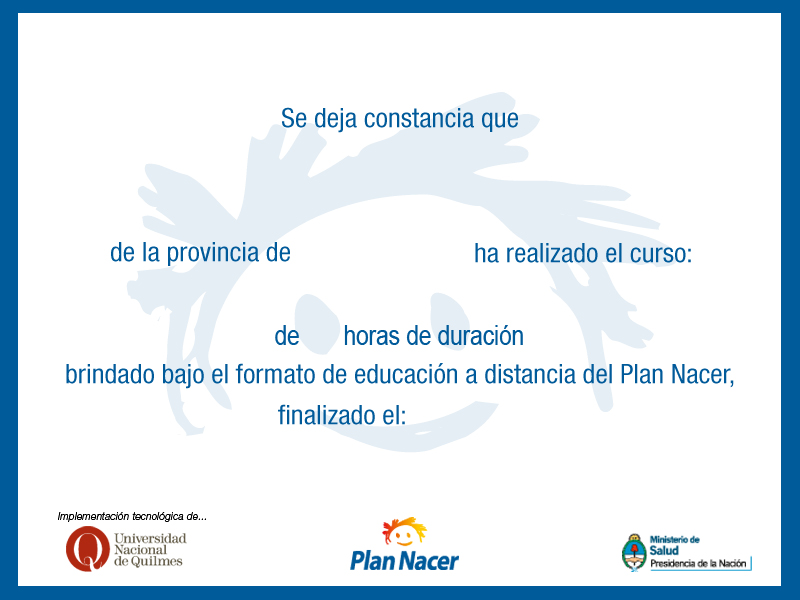 Se deja constancia que
de la provincia de ha realizado el curso:
de horas de duración
brindado bajo el formato de educación a distancia del Plan Nacer,
finalizado el:
Implementación tecnológica de...
Universidad
Nacional
de Quilmes
Plan Nacer
Ministerio de
Salud
Presidencia de la Nación